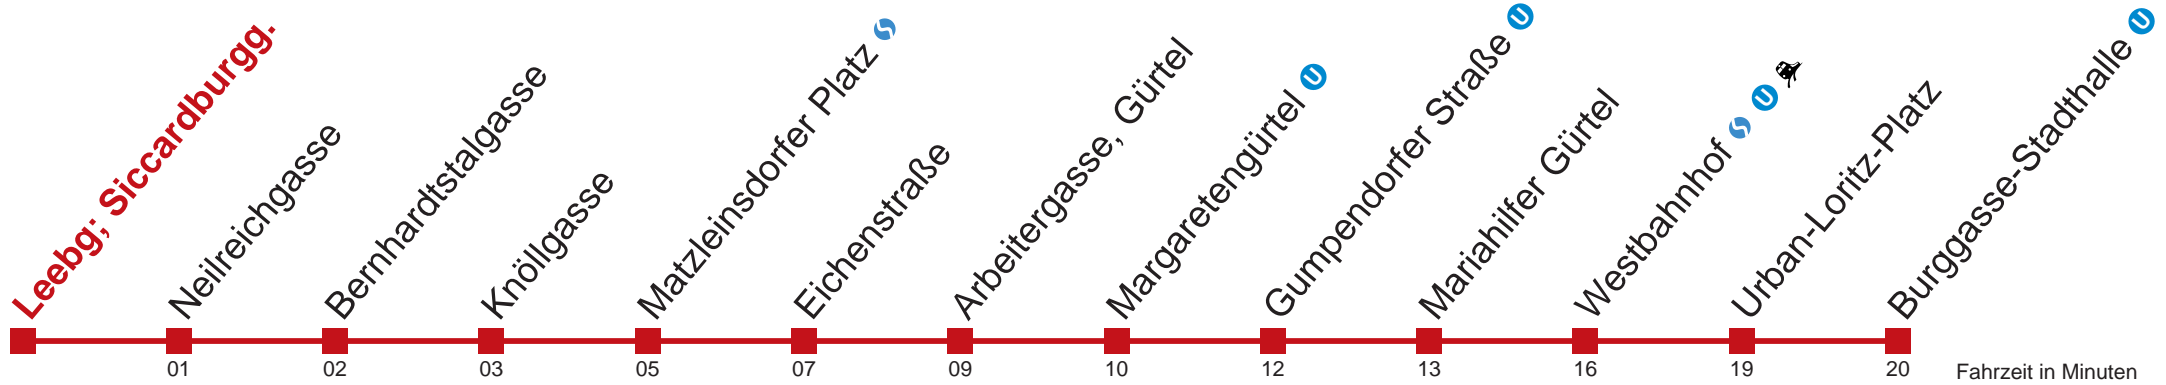 Leebg; Siccardburgg.
Neilreichgasse
Bernhardtstalgasse
Knöllgasse
Matzleinsdorfer Platz S
Eichenstraße
Arbeitergasse, Gürtel
Margaretengürtel U
Gumpendorfer Straße U
Mariahilfer Gürtel
Westbahnhof S U
Urban-Loritz-Platz
Burggasse-Stadthalle U
01 02 03 05 07 09 10 12 13 16 19 20 Fahrzeit in Minuten